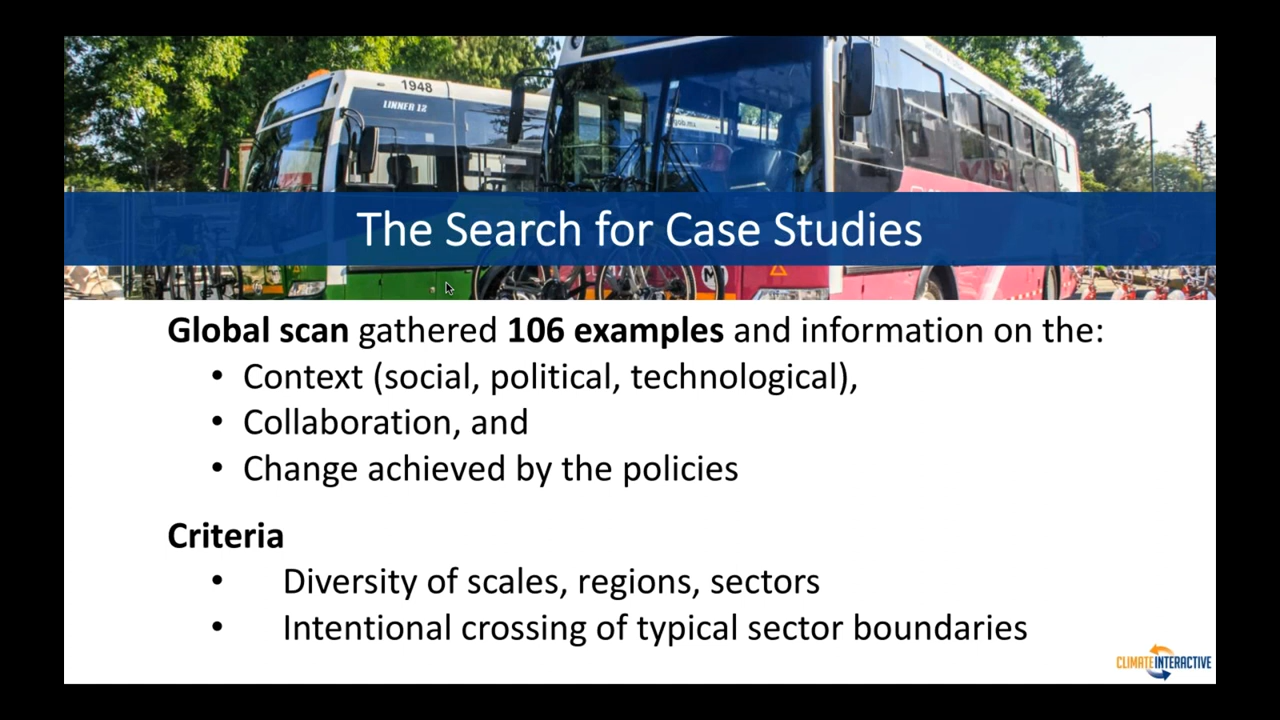 1948
LINNER 12
The Search for Case Studies
Global scan gathered 106 examples and information on the:
• Context (social, political, technological),
• Collaboration, and
• Change achieved by the policies
Criteria
• Diversity of scales, regions, sectors
• Intentional crossing of typical sector boundaries
CLIMATE INTERACTIVE